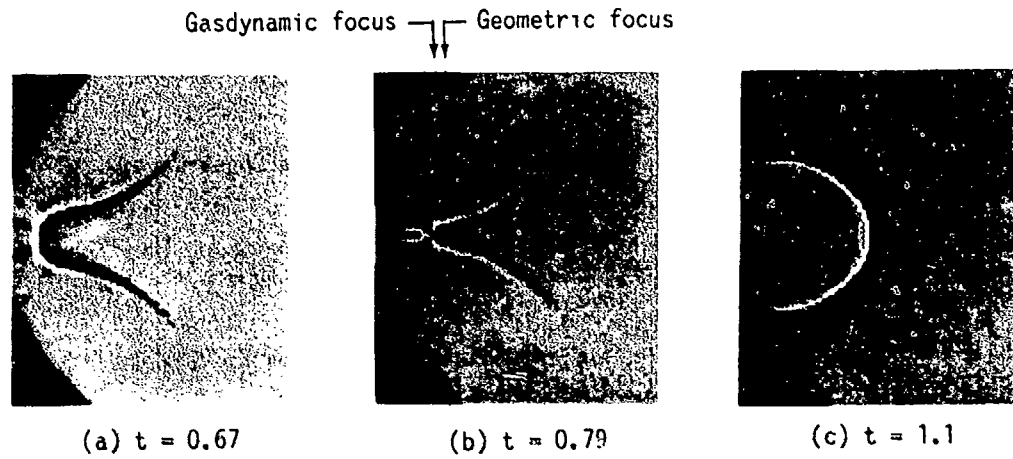 Gasdynamic focus
Geometric focus
(a) t = 0.67
(b) t = 0.79
(c) t = 1.1